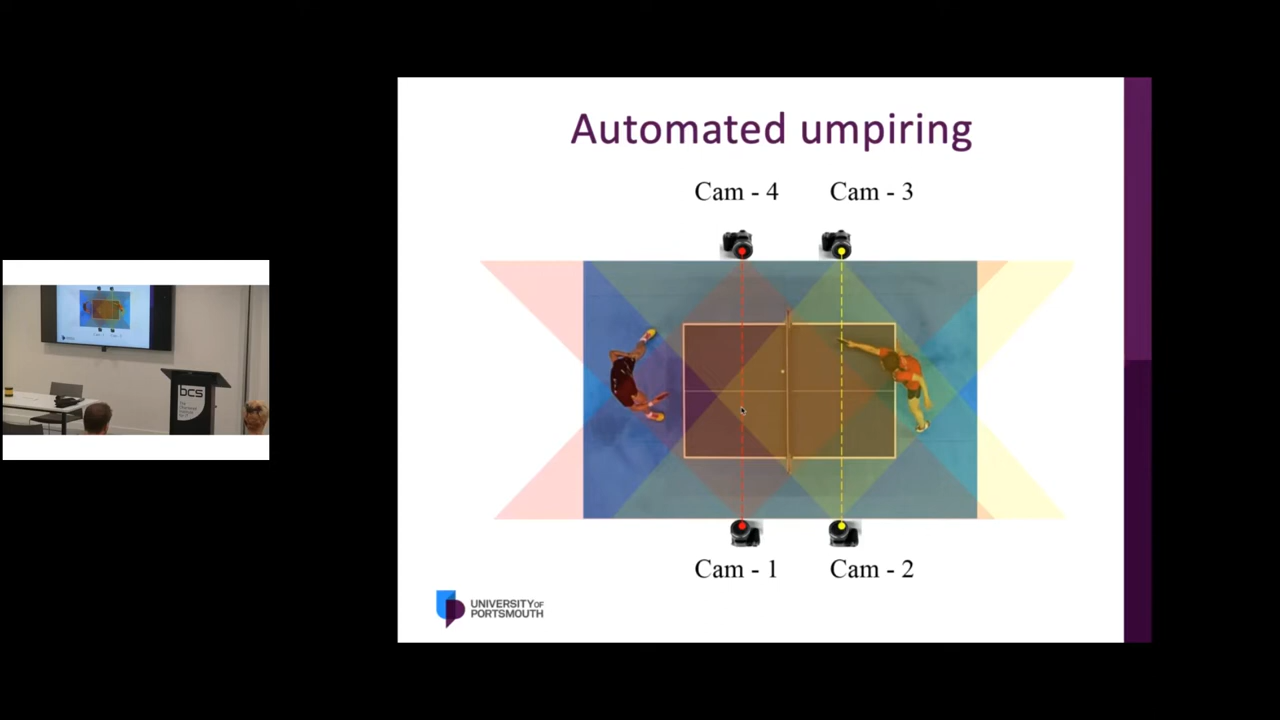 Automated umpiring
Cam - 4
Cam - 3
Cam - 1
Cam - 2
UNIVERSITY OF
PORTSMOUTH
bcs